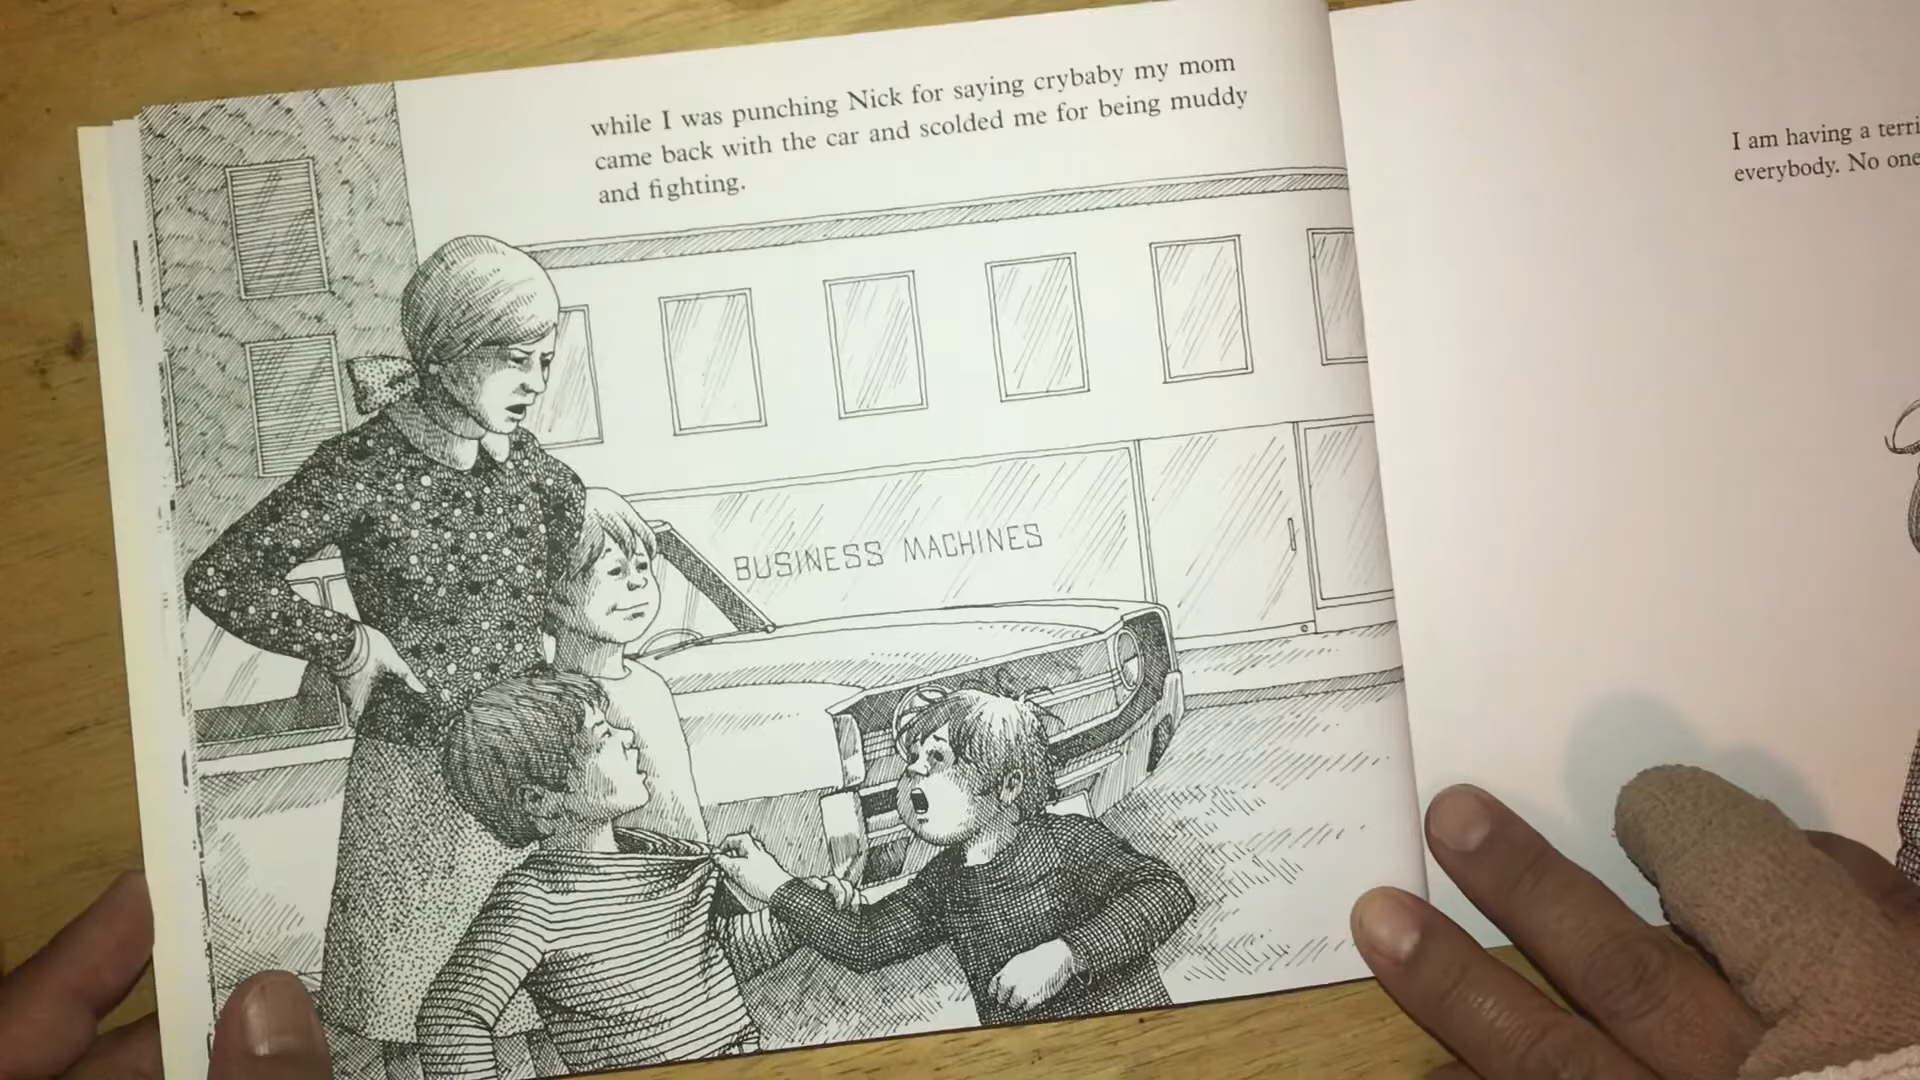 while I was punching Nick for saying crybaby my mom
came back with the car and scolded me for being muddy
and fighting.
BUSINESS MACHINES
I am having a
everybody. No one